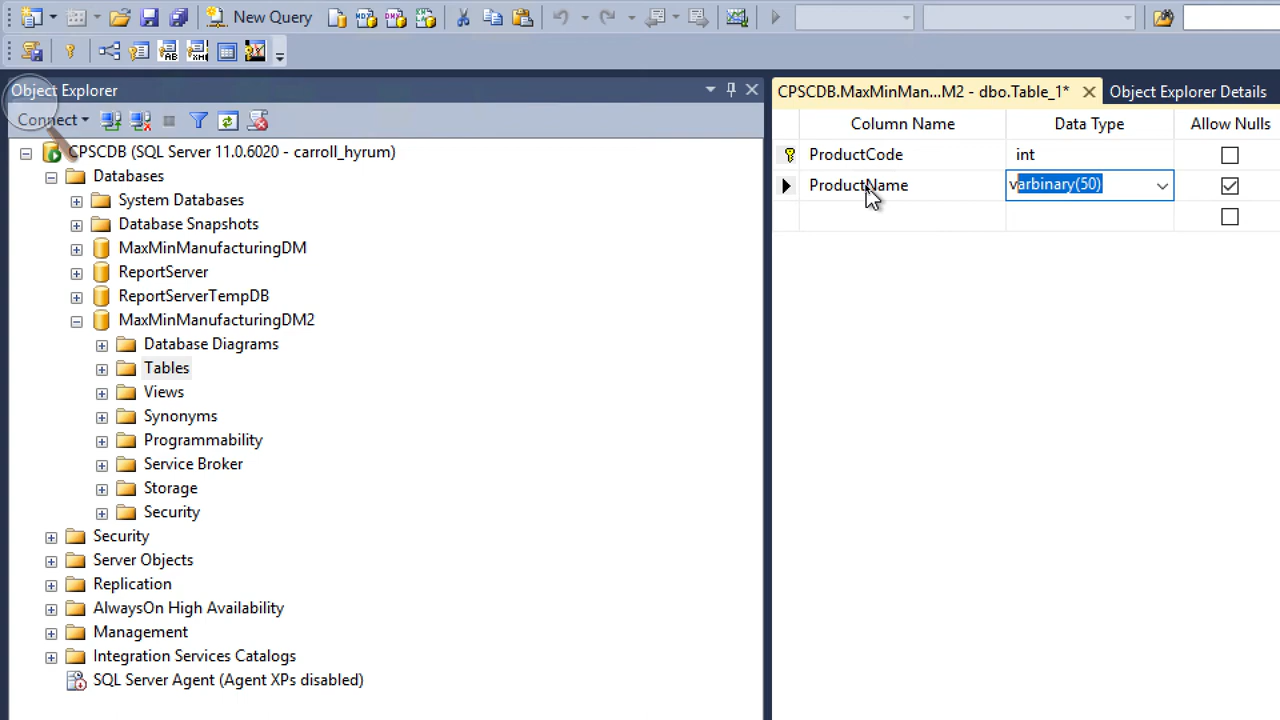 New Query
Object Explorer
Connect
CPSCDB (SQL Server 11.0.6020 - carroll_hyrum)
Databases
System Databases
Database Snapshots
MaxMinManufacturingDM
ReportServer
ReportServerTempDB
MaxMinManufacturingDM2
Database Diagrams
Tables
Views
Synonyms
Programmability
Service Broker
Storage
Security
Security
Server Objects
Replication
AlwaysOn High Availability
Management
Integration Services Catalogs
SQL Server Agent (Agent XPs disabled)
CPSCDB.MaxMinMan...M2 - dbo.Table_1* Object Explorer Details
Column Name Data Type Allow Nulls
ProductCode int
ProductName varbinary(50)